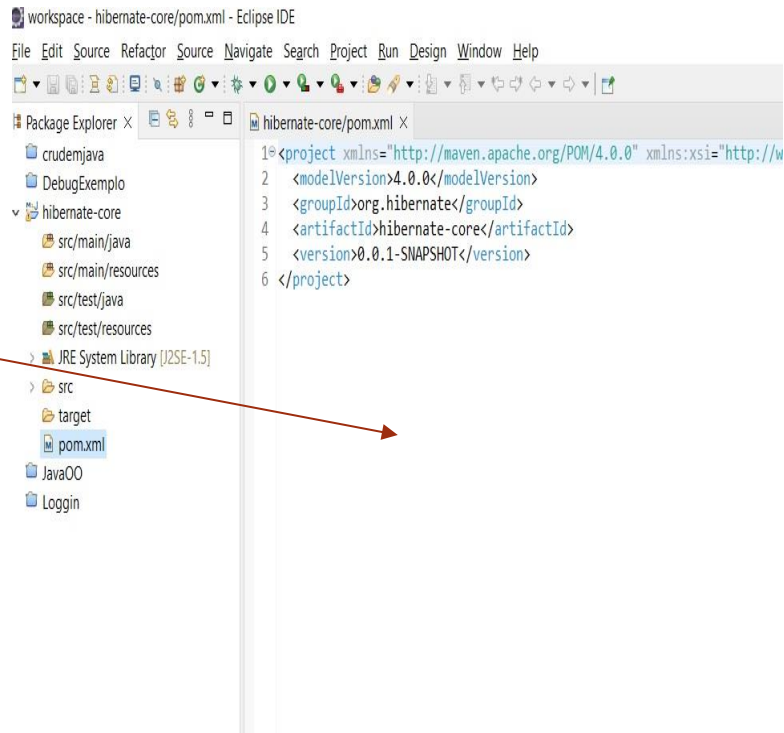 workspace - hibernate-core/pom.xml - Eclipse IDE
File Edit Source Refactor Source Navigate Search Project Run Design Window Help
Package Explorer
crudemjava
DebugExemplo
hibernate-core
src/main/java
src/main/resources
src/test/java
src/test/resources
JRE System Library [J2SE-1.5]
src
target
pom.xml
JavaOO
Loggin
hibernate-core/pom.xml
1 <project xmlns="http://maven.apache.org/POM/4.0.0" xmlns:xsi="http://w
2 <modelVersion>4.0.0</modelVersion>
3 <groupId>org.hibernate</groupId>
4 <artifactId>hibernate-core</artifactId>
5 <version>0.0.1-SNAPSHOT</version>
6 </project>